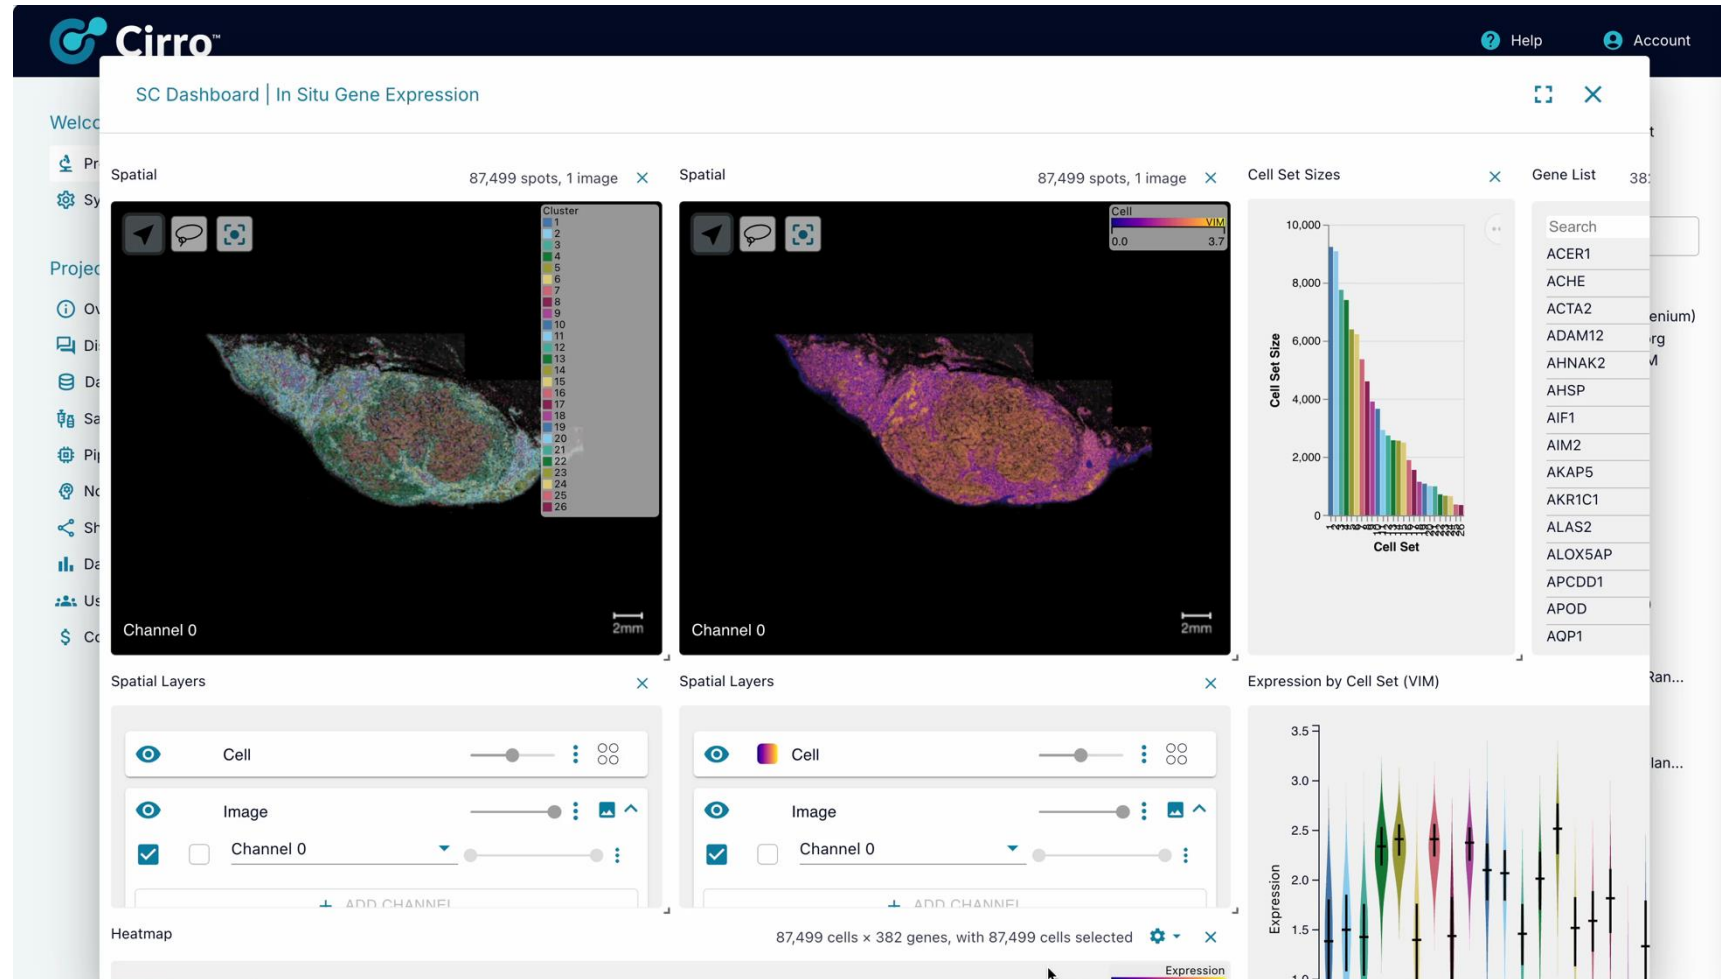 Cirro™
Help
Account
SC Dashboard | In Situ Gene Expression
Welco
Pr
Sy
Projec
Ov
Di
Da
Sa
Pi
No
Sh
Da
Us
Co
Spatial
87,499 spots, 1 image
Cluster
1
2
3
4
5
6
7
8
9
10
11
12
13
14
15
16
17
18
19
20
21
22
23
24
25
26
Channel 0
2mm
Spatial
87,499 spots, 1 image
Cell
VIM
0.0
3.7
Channel 0
2mm
Cell Set Sizes
10,000
8,000
6,000
4,000
2,000
0
Cell Set Size
Cell Set
Gene List
382
Search
ACER1
ACHE
ACTA2
ADAM12
AHNAK2
AHSP
AIF1
AIM2
AKAP5
AKR1C1
ALAS2
ALOX5AP
APCDD1
APOD
AQP1
t
enium)
org
M
Ran...
lan...
Spatial Layers
Cell
Image
Channel 0
+ ADD CHANNEL
Spatial Layers
Cell
Image
Channel 0
+ ADD CHANNEL
Expression by Cell Set (VIM)
3.5
3.0
2.5
2.0
1.5
1.0
Expression
Heatmap
87,499 cells × 382 genes, with 87,499 cells selected
Expression